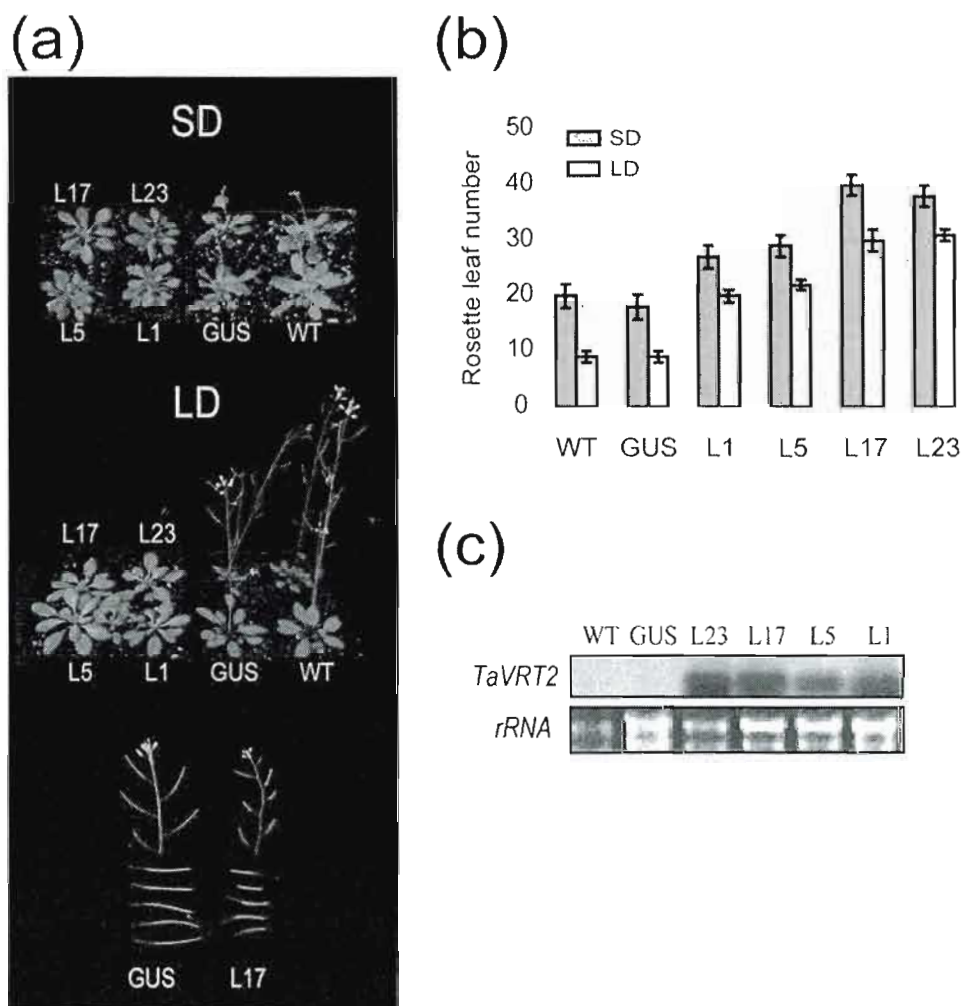 (a)
SD
L17 L23
L5 L1 GUS WT
LD
L17 L23
L5 L1 GUS WT
GUS L17
(b)
50
40
30
20
10
0
Rosette leaf number
SD
LD
WT GUS L1 L5 L17 L23
(c)
WT GUS L23 L17 L5 L1
TaVRT2
rRNA